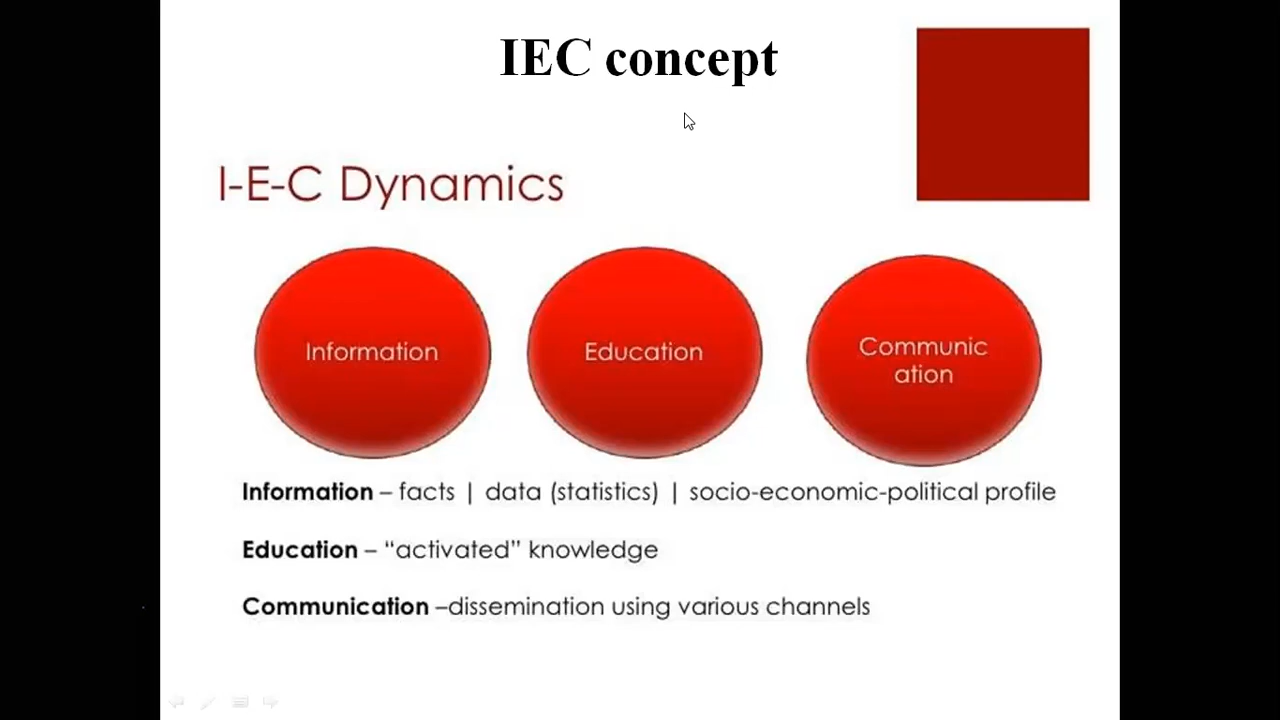 IEC concept
I-E-C Dynamics
Information
Education
Communic
ation
Information – facts | data (statistics) | socio-economic-political profile
Education – “activated” knowledge
Communication –dissemination using various channels